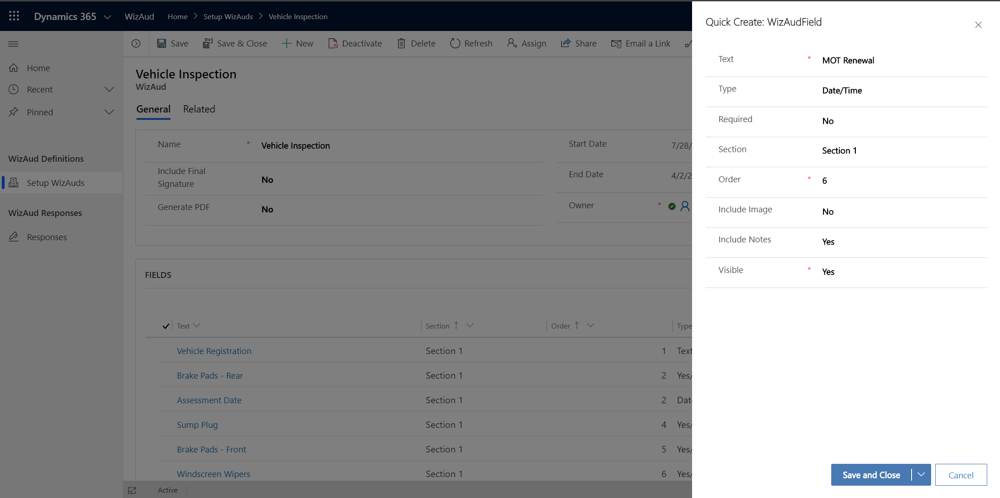 Dynamics 365 WizAud Home Setup WizAuds Vehicle Inspection
Save Save & Close New Deactivate Delete Refresh Assign Share Email a Link
Home
Recent
Pinned
WizAud Definitions
Setup WizAuds
WizAud Responses
Responses
Vehicle Inspection
WizAud
General Related
Name * Vehicle Inspection
Include Final
Signature
No
Generate PDF No
Start Date 7/28/
End Date 4/2/2
Owner *
FIELDS
Text Section Order Type
Vehicle Registration Section 1 1 Text
Brake Pads - Rear Section 1 2 Yes/
Assessment Date Section 1 2 Dat
Sump Plug Section 1 4 Yes/
Brake Pads - Front Section 1 5 Yes/
Windscreen Wipers Section 1 6 Yes/
Active
Quick Create: WizAudField
Text * MOT Renewal
Type Date/Time
Required No
Section Section 1
Order * 6
Include Image No
Include Notes Yes
Visible * Yes
Save and Close Cancel